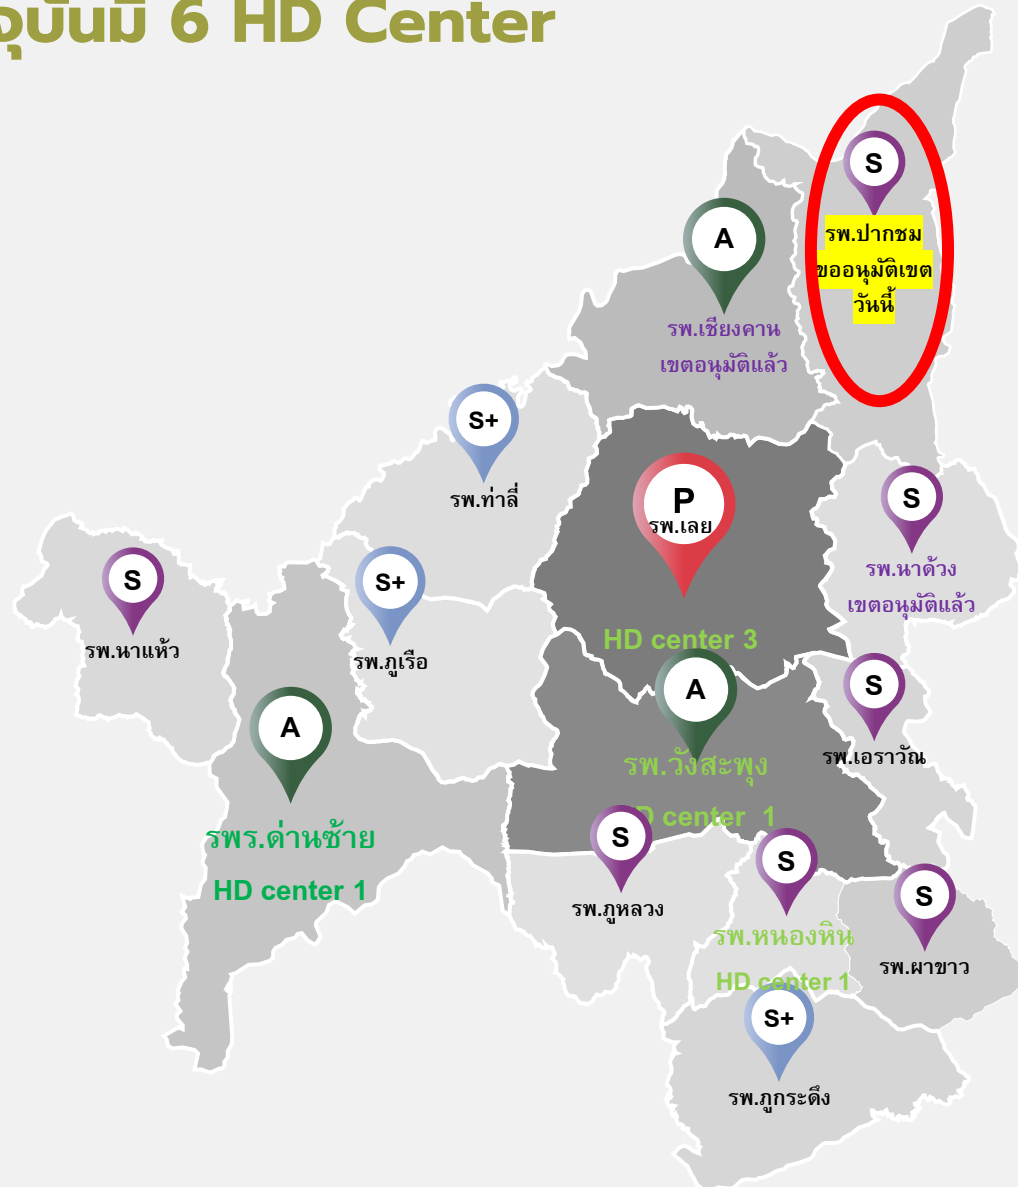 จุบันมี 6 HD Center
S
รพ.ปากชม
ขออนุมัติเขต
วันนี้
A
รพ.เชียงคาน
เขตอนุมัติแล้ว
S+
รพ.ท่าลี่
P
รพ.เลย
HD center 3
S
รพ.นาด้วง
เขตอนุมัติแล้ว
S
รพ.นาแห้ว
S+
รพ.ภูเรือ
A
รพ.วังสะพุง
D center 1
S
รพ.เอราวัณ
A
รพร.ด่านซ้าย
HD center 1
S
รพ.ภูหลวง
S
รพ.หนองหิน
HD center 1
S
รพ.ผาขาว
S+
รพ.ภูกระดึง